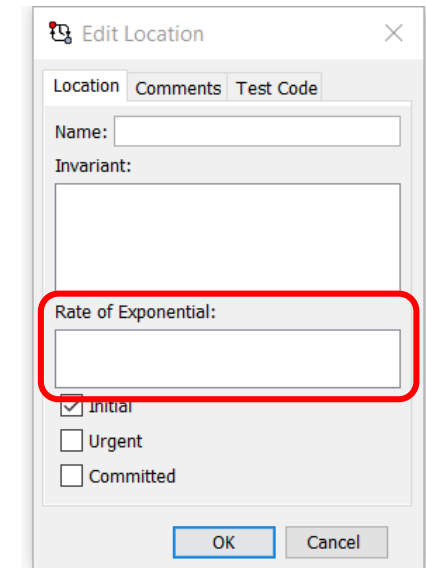 Edit Location
Location Comments Test Code
Name:
Invariant:
Rate of Exponential:
Initial
Urgent
Committed
OK Cancel